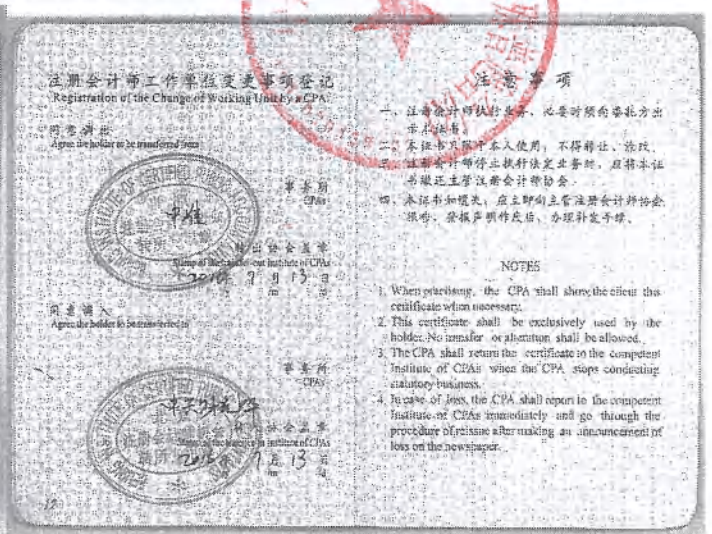 注册会计师工作单位变更事项登记
Registration of the Change of Working Unit by a CPA
同意调出
Agree the holder to be transferred from
事务所
CPAs
转出协会盖章
Stamp of the transfer-out Institute of CPAs
9月13日
/y /m /d
同意调入
Agree the holder to be transferred to
事务所
CPAs
转入协会盖章
Stamp of the transfer-in Institute of CPAs
13日
12
注意事项
一、注册会计师执行业务,必要时须向委托方出
示本证书。
二、本证书只限于本人使用,不得转让、涂改。
三、注册会计师停止执行法定业务时,应将本证
书缴还主管注册会计师协会。
四、本证书如遗失,应立即向主管注册会计师协会
报告,登报声明作废后,办理补发手续。
NOTES
1. When practising, the CPA shall show the client this
certificate when necessary.
2. This certificate shall be exclusively used by the
holder. No transfer or alteration shall be allowed.
3. The CPA shall return the certificate to the competent
Institute of CPAs when the CPA stops conducting
statutory business.
4. In case of loss, the CPA shall report to the competent
Institute of CPAs immediately and go through the
procedure of reissue after making an announcement of
loss on the newspaper.